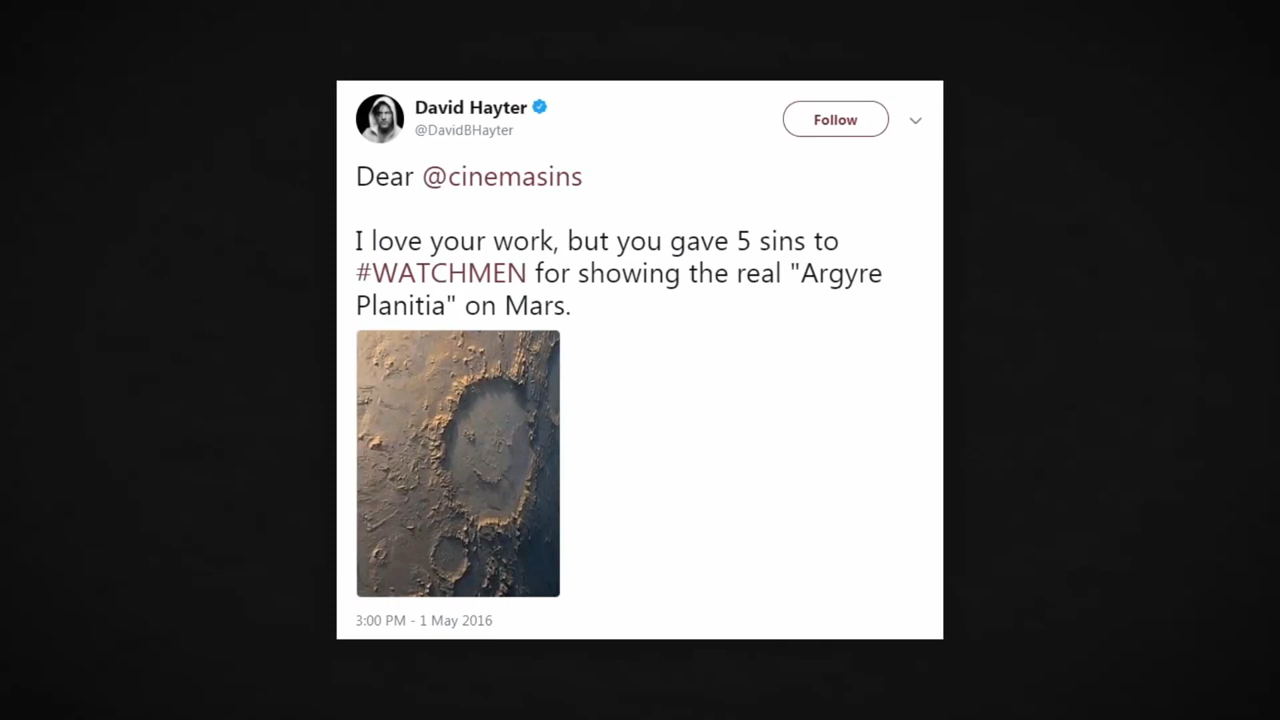 David Hayter
@DavidBHayter
Follow
Dear @cinemasins
I love your work, but you gave 5 sins to
#WATCHMEN for showing the real "Argyre
Planitia" on Mars.
3:00 PM - 1 May 2016